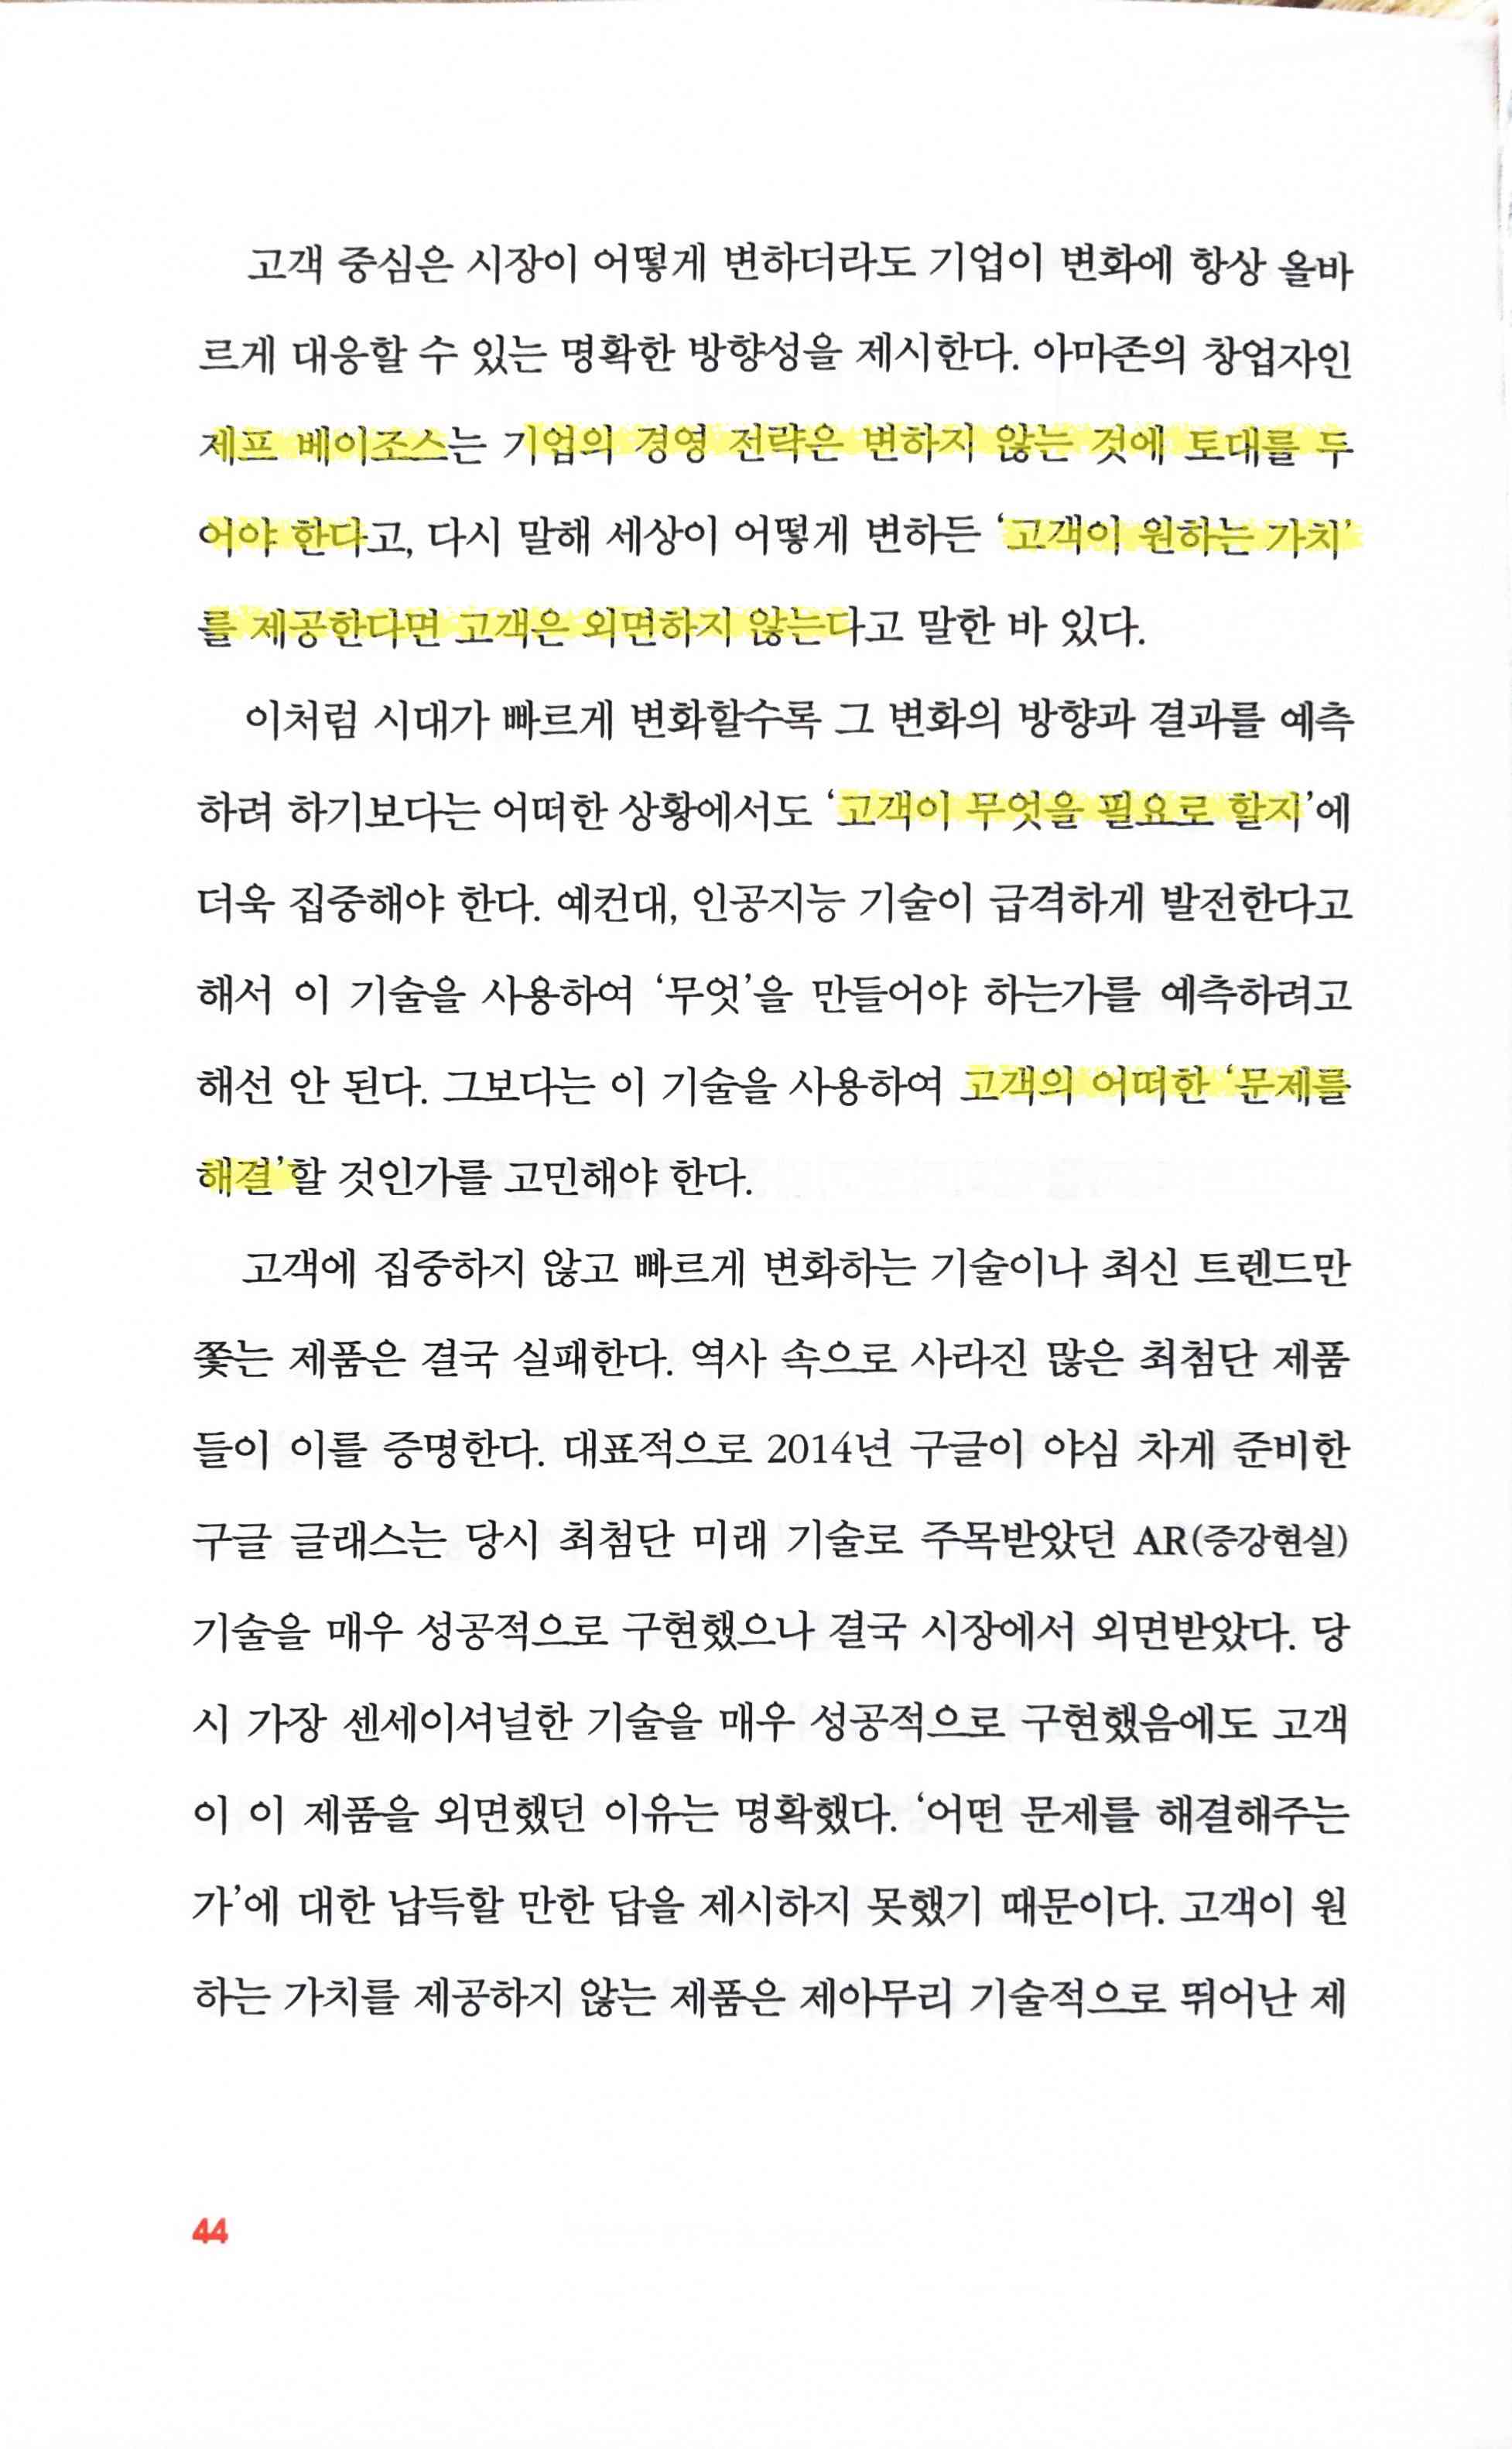 고객 중심은 시장이 어떻게 변하더라도 기업이 변화에 항상 올바
르게 대응할 수 있는 명확한 방향성을 제시한다. 아마존의 창업자인
제프 베이조스는 기업의 경영 전략은 변하지 않는 것에 토대를 두
어야 한다고, 다시 말해 세상이 어떻게 변하든 ‘고객이 원하는 가치’
를 제공한다면 고객은 외면하지 않는다고 말한 바 있다.
이처럼 시대가 빠르게 변화할수록 그 변화의 방향과 결과를 예측
하려 하기보다는 어떠한 상황에서도 ‘고객이 무엇을 필요로 할지’에
더욱 집중해야 한다. 예컨대, 인공지능 기술이 급격하게 발전한다고
해서 이 기술을 사용하여 ‘무엇’을 만들어야 하는가를 예측하려고
해선 안 된다. 그보다는 이 기술을 사용하여 고객의 어떠한 ‘문제를
해결’할 것인가를 고민해야 한다.
고객에 집중하지 않고 빠르게 변화하는 기술이나 최신 트렌드만
쫓는 제품은 결국 실패한다. 역사 속으로 사라진 많은 최첨단 제품
들이 이를 증명한다. 대표적으로 2014년 구글이 야심 차게 준비한
구글 글래스는 당시 최첨단 미래 기술로 주목받았던 AR(증강현실)
기술을 매우 성공적으로 구현했으나 결국 시장에서 외면받았다. 당
시 가장 센세이셔널한 기술을 매우 성공적으로 구현했음에도 고객
이 이 제품을 외면했던 이유는 명확했다. ‘어떤 문제를 해결해주는
가’에 대한 납득할 만한 답을 제시하지 못했기 때문이다. 고객이 원
하는 가치를 제공하지 않는 제품은 제아무리 기술적으로 뛰어난 제
44